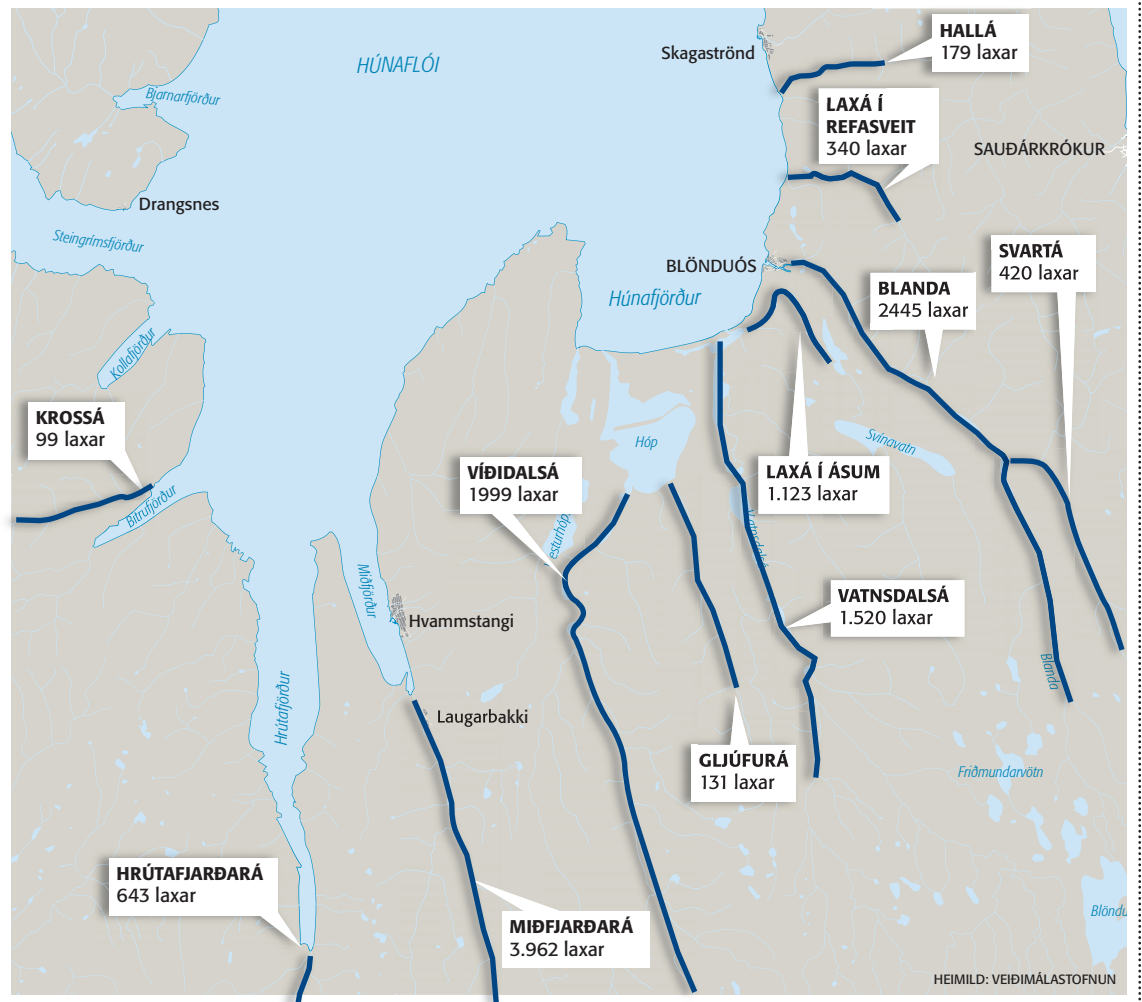 HÚNAFLÓI
Skagaströnd
HALLÁ
179 laxar
Bjarnarfjörður
LAXÁ Í
REFASVEIT
340 laxar
SAUÐÁRKRÓKUR
Drangsnes
Steingrímsfjörður
BLÖNDUÓS
SVARTÁ
420 laxar
Húnafjörður
BLANDA
2445 laxar
Kollafjörður
KROSSÁ
99 laxar
Hóp
Svínavatn
VÍÐIDALSÁ
1999 laxar
LAXÁ Í ÁSUM
1.123 laxar
Bitrufjörður
esturhóp
Vatnsdalsá
Miðfjörður
Hvammstangi
VATNSDALSÁ
1.520 laxar
Blanda
Hrútafjörður
Laugarbakki
GLJÚFURÁ
131 laxar
Friðmundarvötn
HRÚTAFJARÐARÁ
643 laxar
MIÐFJARÐARÁ
3.962 laxar
Blöndu
HEIMILD: VEIÐIMÁLASTOFNUN